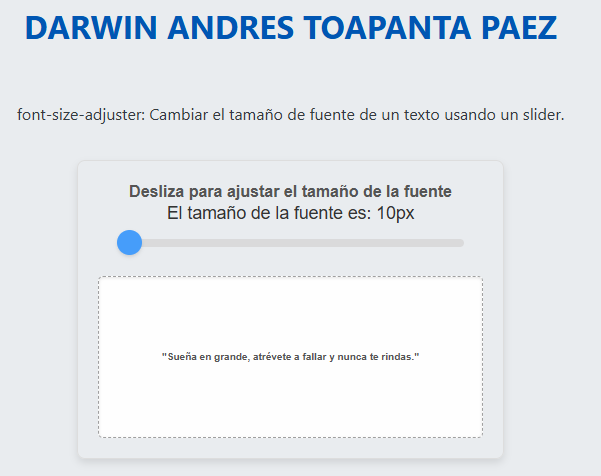 DARWIN ANDRES TOAPANTA PAEZ
font-size-adjuster: Cambiar el tamaño de fuente de un texto usando un slider.
Desliza para ajustar el tamaño de la fuente
El tamaño de la fuente es: 10px
"Sueña en grande, atrévete a fallar y nunca te rindas."